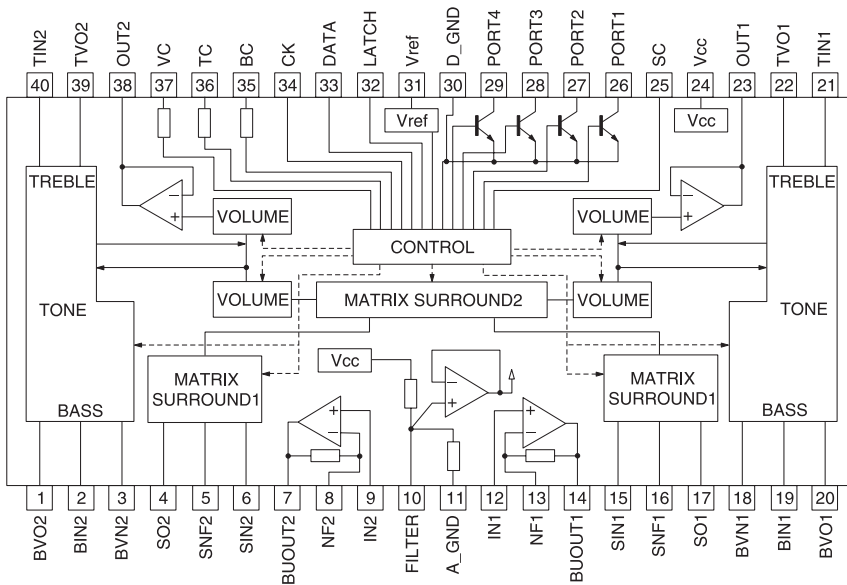 TIN2 TVO2 OUT2 VC TC BC CK DATA LATCH Vref D_GND PORT4 PORT3 PORT2 PORT1 SC Vcc OUT1 TVO1 TIN1
40 39 38 37 36 35 34 33 32 31 30 29 28 27 26 25 24 23 22 21
Vref Vcc
TREBLE TREBLE
VOLUME VOLUME
CONTROL
VOLUME MATRIX SURROUND2 VOLUME
TONE TONE
MATRIX
SURROUND1
Vcc
MATRIX
SURROUND1
BASS BASS
1 2 3 4 5 6 7 8 9 10 11 12 13 14 15 16 17 18 19 20
BVO2 BIN2 BVN2 SO2 SNF2 SIN2 BUOUT2 NF2 IN2 FILTER A_GND IN1 NF1 BUOUT1 SIN1 SNF1 SO1 BVN1 BIN1 BVO1